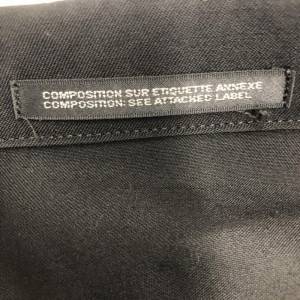 COMPOSITION SUR ETIQUETTE ANNEXE
COMPOSITION: SEE ATTACHED LABEL